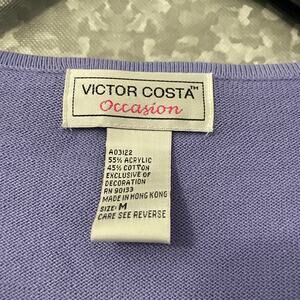 VICTOR COSTA™
Occasion
A03122
55% ACRYLIC
45% COTTON
EXCLUSIVE OF
DECORATION
RN 90133
MADE IN HONG KONG
SIZE: M
CARE SEE REVERSE